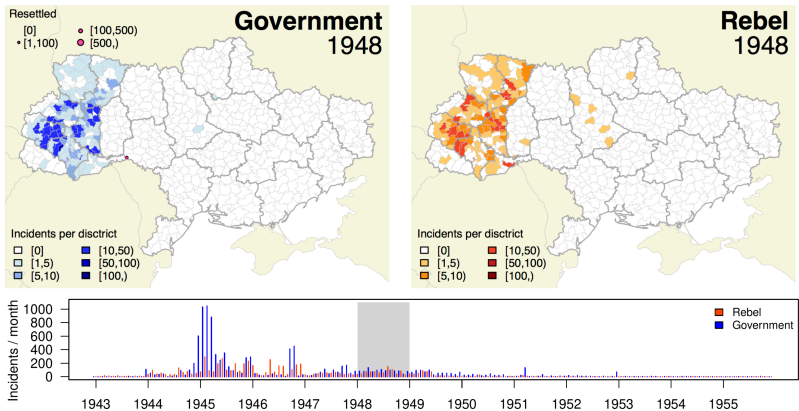 Government
1948
Resettled
[0]
[1,100)
[100,500)
[500,)
Incidents per disctrict
[0]
[1,5)
[5,10)
[10,50)
[50,100)
[100,)
Rebel
1948
Incidents per disctrict
[0]
[1,5)
[5,10)
[10,50)
[50,100)
[100,)
Incidents / month
1000
800
600
400
200
0
Rebel
Government
1943 1944 1945 1946 1947 1948 1949 1950 1951 1952 1953 1954 1955